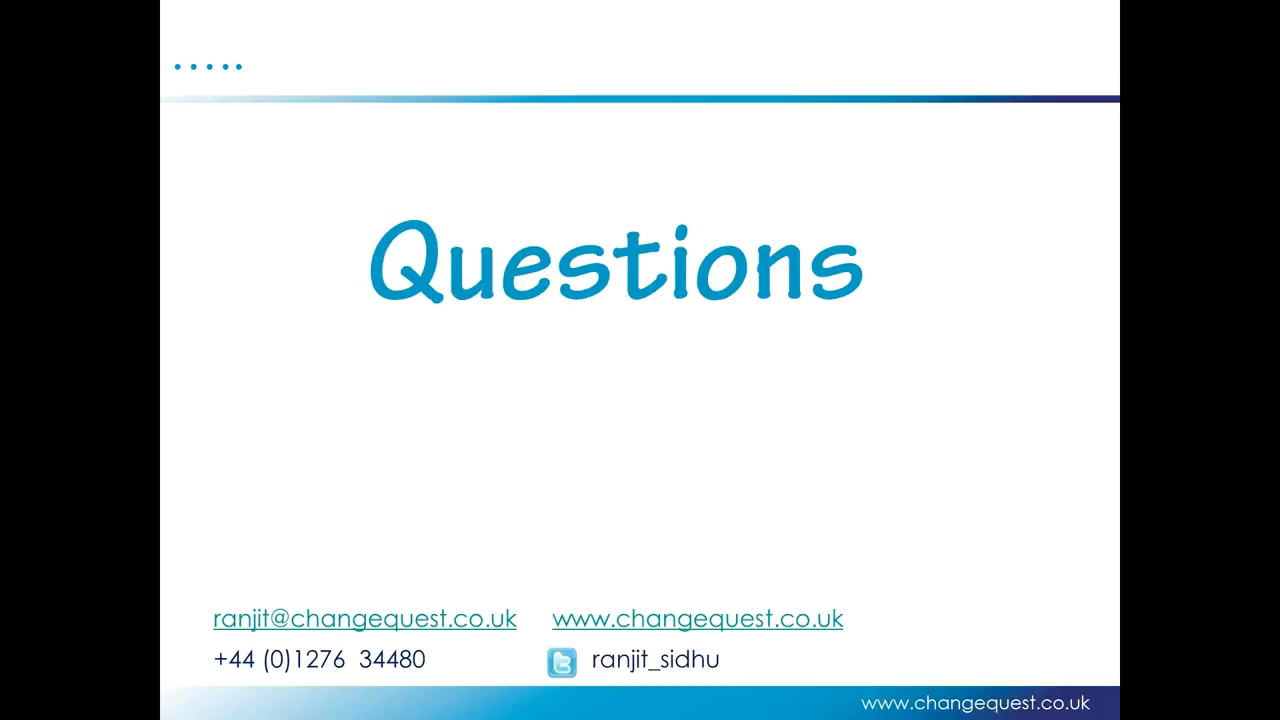 Questions
ranjit@changequest.co.uk www.changequest.co.uk
+44 (0)1276 34480 ranjit_sidhu
www.changequest.co.uk